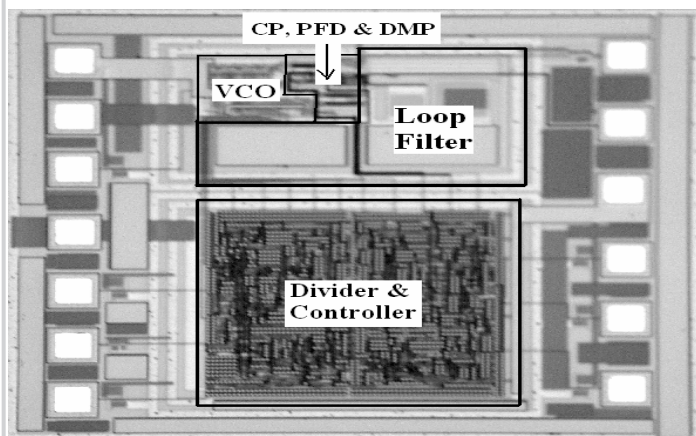 CP, PFD & DMP
VCO
Loop
Filter
Divider &
Controller